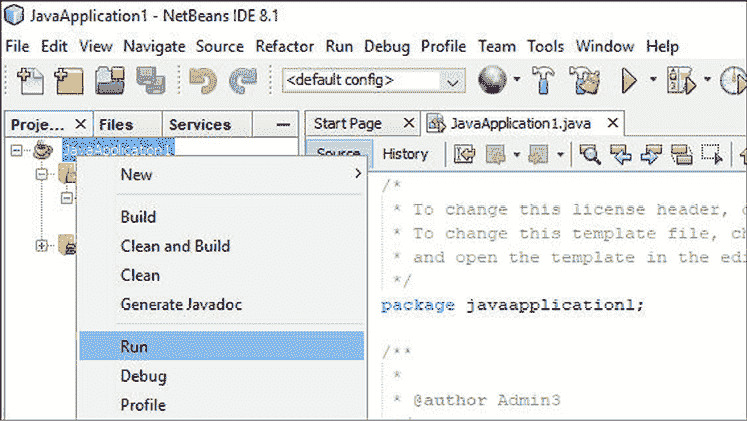 JavaApplication1 - NetBeans IDE 8.1
File Edit View Navigate Source Refactor Run Debug Profile Team Tools Window Help
<default config>
Proje... Files Services
Start Page JavaApplication1.java
JavaApplication1
Source History
New
Build
Clean and Build
Clean
Generate Javadoc
Run
Debug
Profile
/*
* To change this license header,
* To change this template file, ch
* and open the template in the edi
*/
package javaapplication1;
/**
*
* @author Admin3